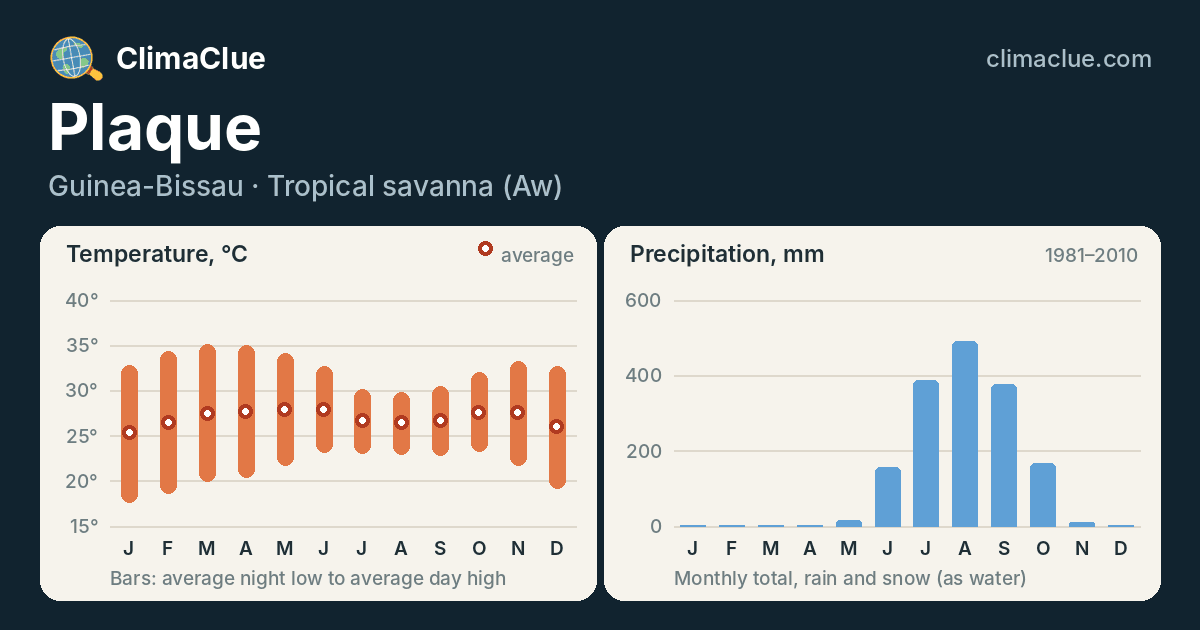 ClimaClue
climaclue.com
Plaque
Guinea-Bissau · Tropical savanna (Aw)
Temperature, °C
average
40°
35°
30°
25°
20°
15°
J F M A M J J A S O N D
Bars: average night low to average day high
Precipitation, mm
1981–2010
600
400
200
0
J F M A M J J A S O N D
Monthly total, rain and snow (as water)